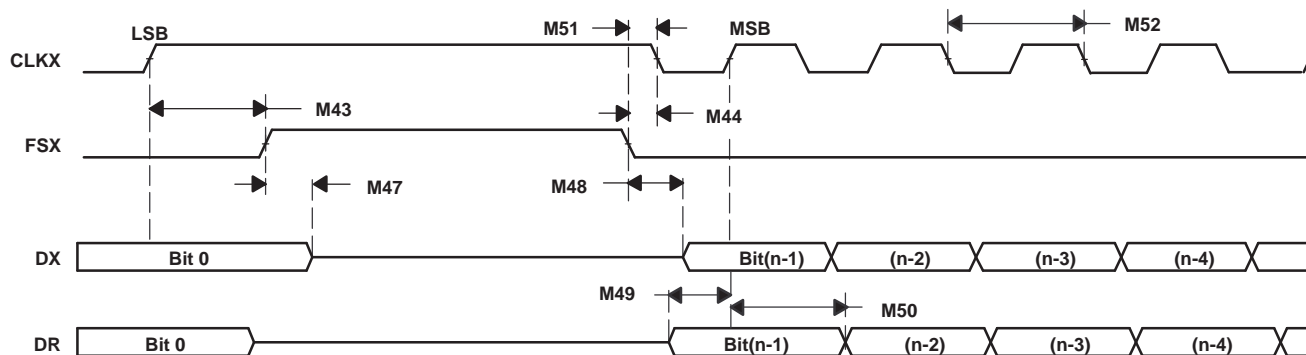 LSB M51 MSB M52
CLKX
M43 M44
FSX
M47 M48
DX Bit 0 Bit(n-1) (n-2) (n-3) (n-4)
M49 M50
DR Bit 0 Bit(n-1) (n-2) (n-3) (n-4)